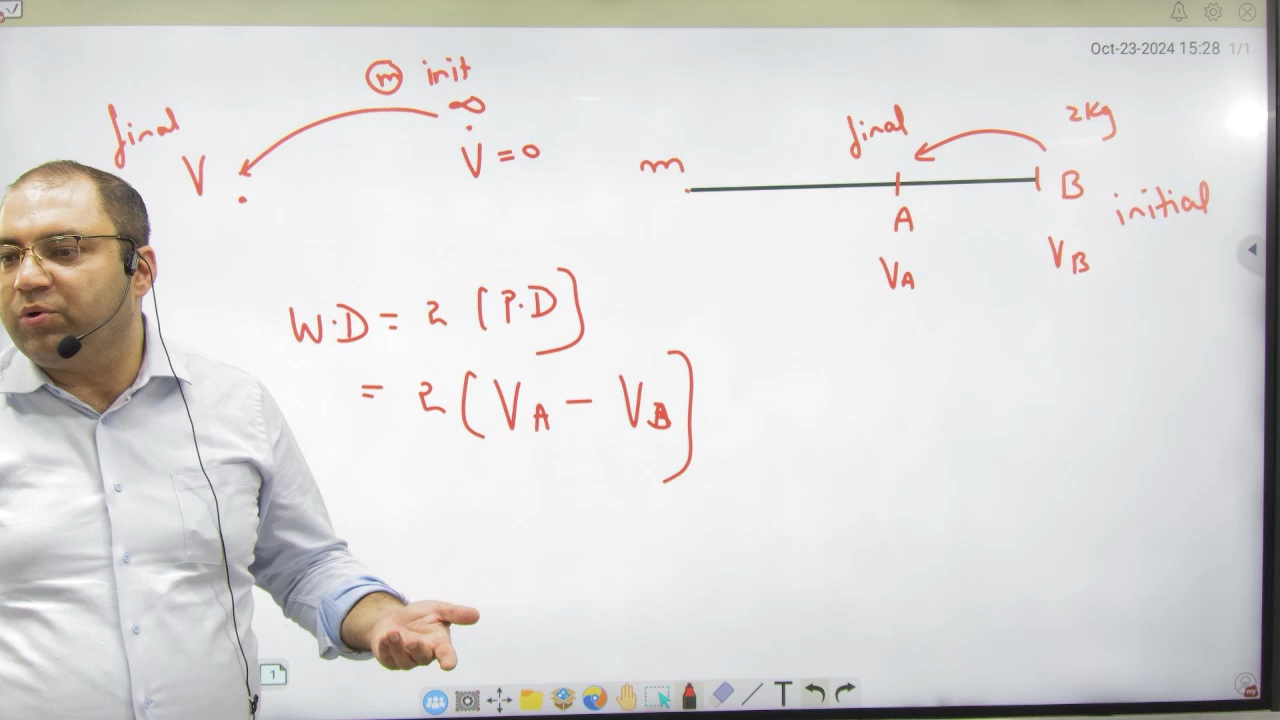 Oct-23-2024 15:28 1/1
m init
∞
final
V
V = 0
final
2Kg
m
A
B
initial
VA
VB
W.D = 2 (P.D)
= 2 (VA - VB)
1
T